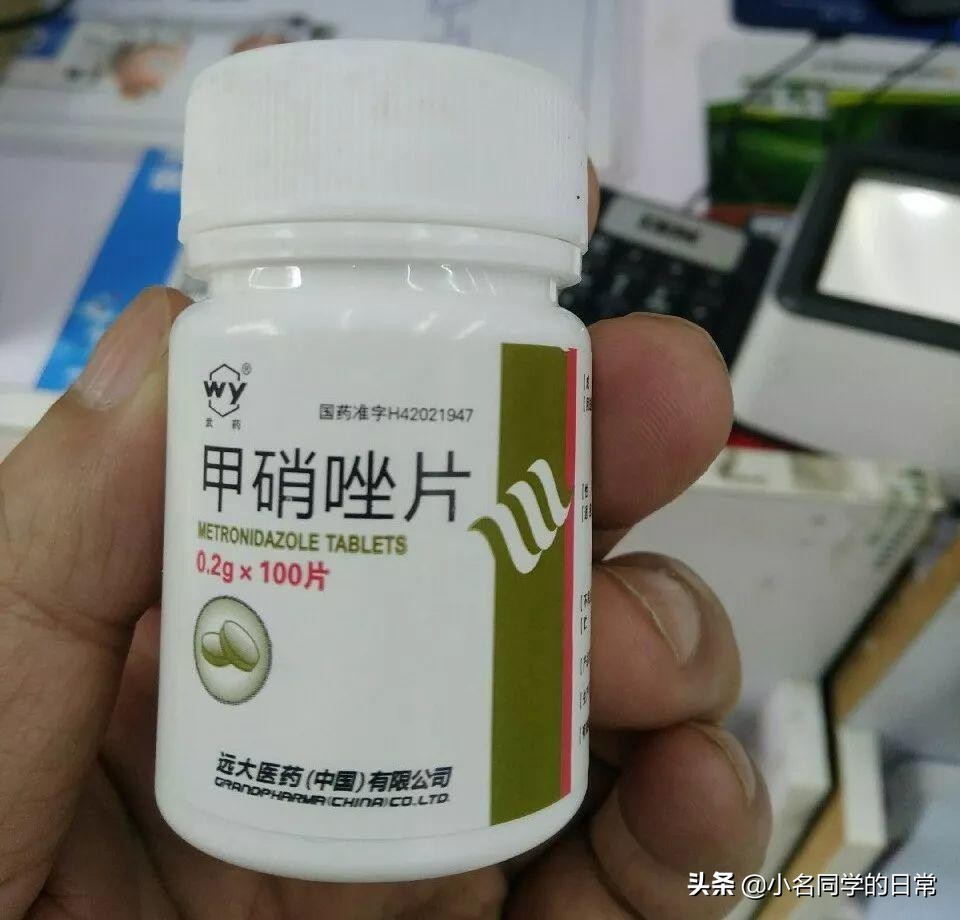 wy®
武药
国药准字H42021947
甲硝唑片
METRONIDAZOLE TABLETS
0.2g×100片
远大医药(中国)有限公司
GRANDPHARMA(CHINA)CO.,LTD.
头条 @小名同学的日常